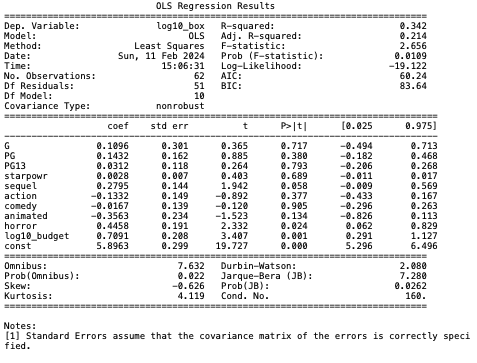 OLS Regression Results
==============================================================================
Dep. Variable: log10_box R-squared: 0.342
Model: OLS Adj. R-squared: 0.214
Method: Least Squares F-statistic: 2.656
Date: Sun, 11 Feb 2024 Prob (F-statistic): 0.0109
Time: 15:06:31 Log-Likelihood: -19.122
No. Observations: 62 AIC: 60.24
Df Residuals: 51 BIC: 83.64
Df Model: 10
Covariance Type: nonrobust
================================================================================
coef std err t P>|t| [0.025 0.975]
--------------------------------------------------------------------------------
G 0.1096 0.301 0.365 0.717 -0.494 0.713
PG 0.1432 0.162 0.885 0.380 -0.182 0.468
PG13 0.0312 0.118 0.264 0.793 -0.206 0.268
starpowr 0.0028 0.007 0.403 0.689 -0.011 0.017
sequel 0.2795 0.144 1.942 0.058 -0.009 0.569
action -0.1332 0.149 -0.892 0.377 -0.433 0.167
comedy -0.0167 0.139 -0.120 0.905 -0.296 0.263
animated -0.3563 0.234 -1.523 0.134 -0.826 0.113
horror 0.4458 0.191 2.332 0.024 0.062 0.829
log10_budget 0.7091 0.208 3.407 0.001 0.291 1.127
const 5.8963 0.299 19.727 0.000 5.296 6.496
==============================================================================
Omnibus: 7.632 Durbin-Watson: 2.080
Prob(Omnibus): 0.022 Jarque-Bera (JB): 7.280
Skew: -0.626 Prob(JB): 0.0262
Kurtosis: 4.119 Cond. No. 160.
==============================================================================
Notes:
[1] Standard Errors assume that the covariance matrix of the errors is correctly speci
fied.